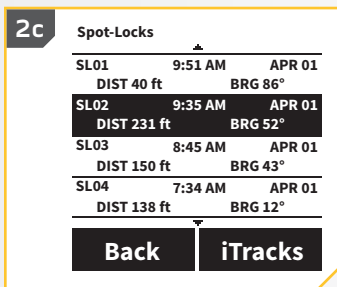 2c
Spot-Locks
SL01 9:51 AM APR 01
DIST 40 ft BRG 86°
SL02 9:35 AM APR 01
DIST 231 ft BRG 52°
SL03 8:45 AM APR 01
DIST 150 ft BRG 43°
SL04 7:34 AM APR 01
DIST 138 ft BRG 12°
Back iTracks